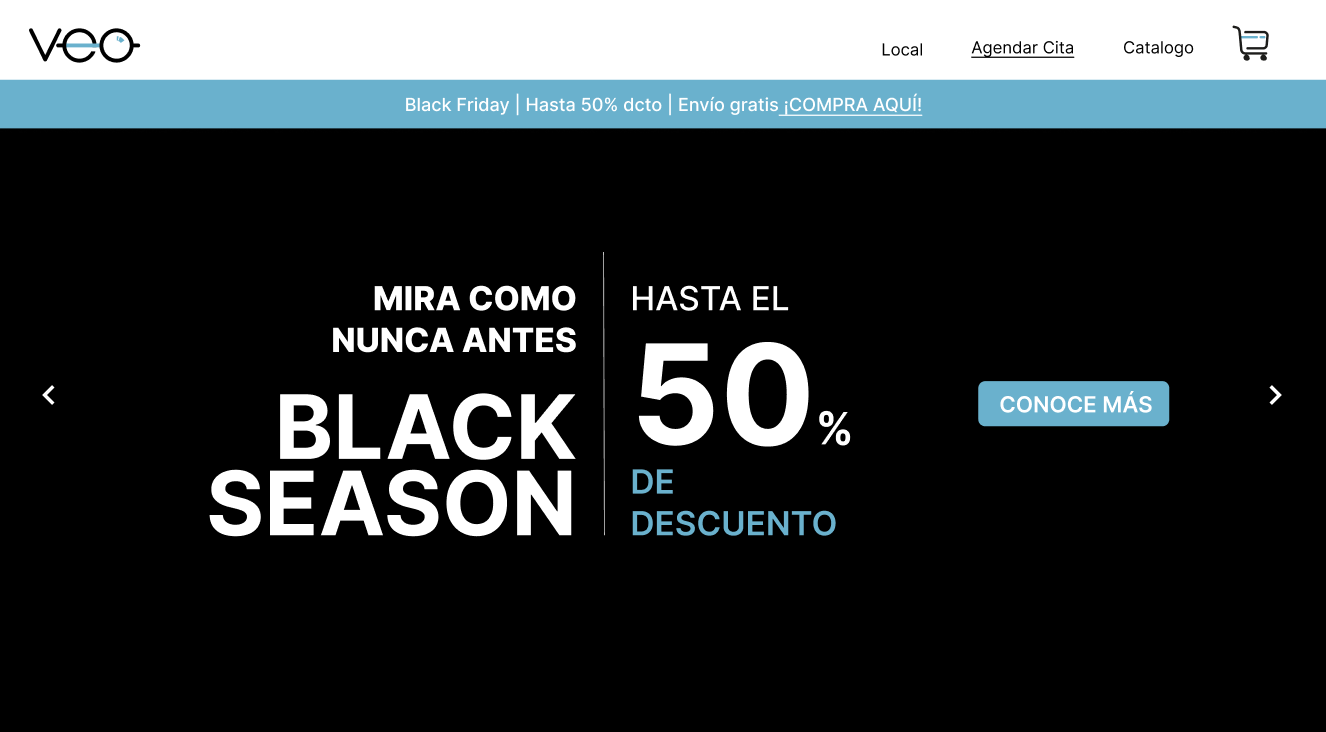 veo
Local
Agendar Cita
Catalogo
Black Friday | Hasta 50% dcto | Envío gratis ¡COMPRA AQUÍ!
MIRA COMO
NUNCA ANTES
BLACK
SEASON
HASTA EL
50%
DE
DESCUENTO
CONOCE MÁS